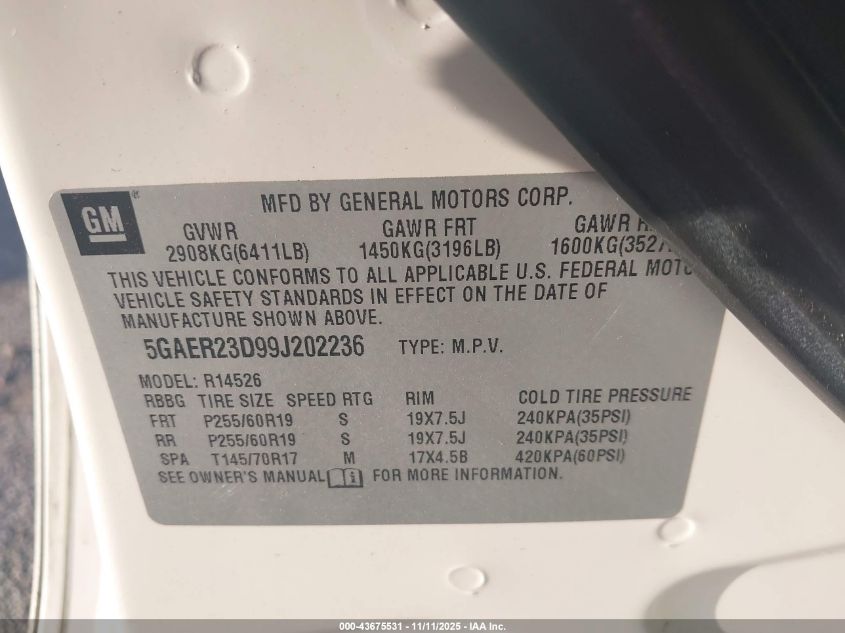 GM
MFD BY GENERAL MOTORS CORP.
GVWR GAWR FRT GAWR
2908KG(6411LB) 1450KG(3196LB) 1600KG(3527
THIS VEHICLE CONFORMS TO ALL APPLICABLE U.S. FEDERAL
VEHICLE SAFETY STANDARDS IN EFFECT ON THE DATE OF
MANUFACTURE SHOWN ABOVE.
5GAER23D99J202236 TYPE: M.P.V.
MODEL: R14526
RBBG TIRE SIZE SPEED RTG RIM COLD TIRE PRESSURE
FRT P255/60R19 S 19X7.5J 240KPA(35PSI)
RR P255/60R19 S 19X7.5J 240KPA(35PSI)
SPA T145/70R17 M 17X4.5B 420KPA(60PSI)
SEE OWNER'S MANUAL FOR MORE INFORMATION.
000-43675531 - 11/11/2025 - IAA Inc.